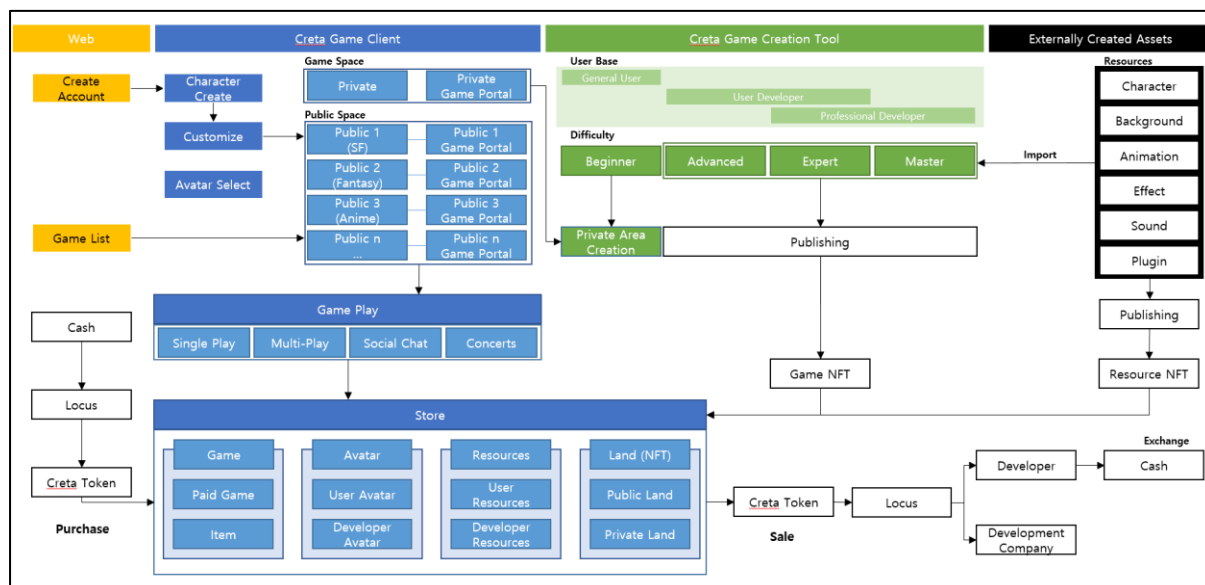 Web
Creta Game Client
Creta Game Creation Tool
Externally Created Assets
Create
Account
Character
Create
Customize
Avatar Select
Game List
Game Space
Private
Private
Game Portal
Public Space
Public 1
(SF)
Public 1
Game Portal
Public 2
(Fantasy)
Public 2
Game Portal
Public 3
(Anime)
Public 3
Game Portal
Public n
...
Public n
Game Portal
User Base
General User
User Developer
Professional Developer
Difficulty
Beginner
Advanced
Expert
Master
Import
Private Area
Creation
Publishing
Resources
Character
Background
Animation
Effect
Sound
Plugin
Publishing
Resource NFT
Game NFT
Game Play
Single Play
Multi-Play
Social Chat
Concerts
Cash
Locus
Creta Token
Purchase
Store
Game
Paid Game
Item
Avatar
User Avatar
Developer
Avatar
Resources
User
Resources
Developer
Resources
Land (NFT)
Public Land
Private Land
Creta Token
Sale
Locus
Developer
Development
Company
Exchange
Cash